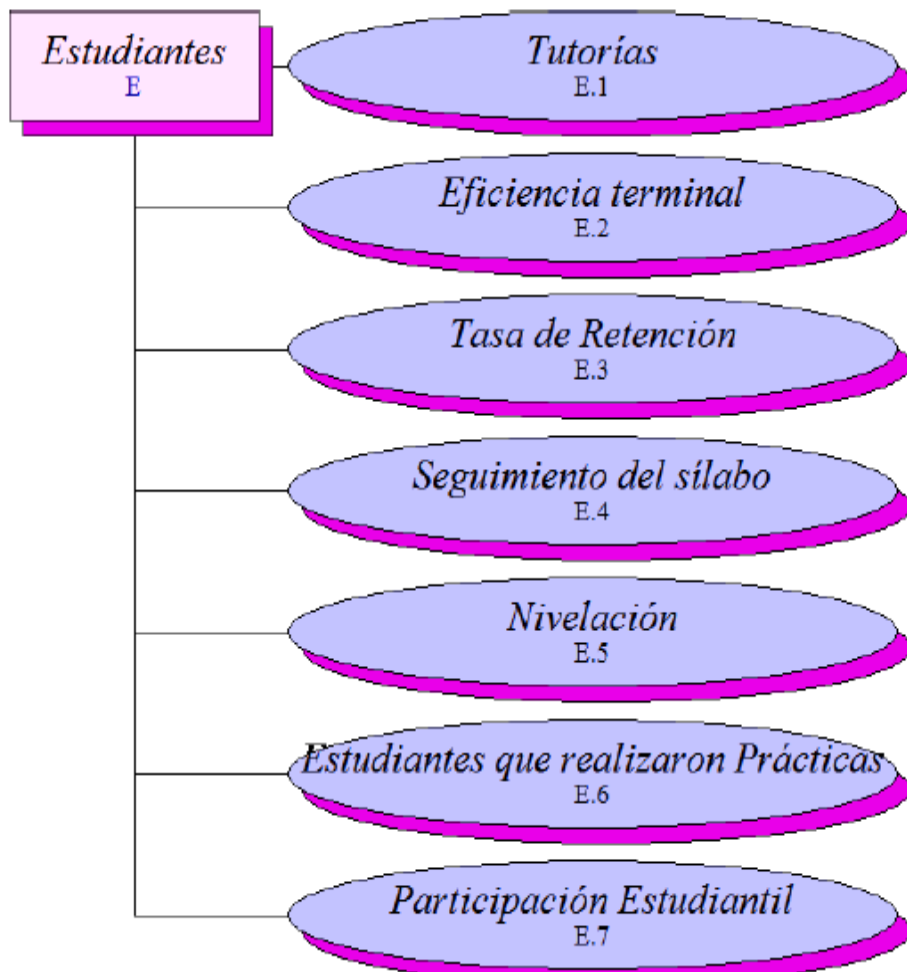 Estudiantes
E
Tutorías
E.1
Eficiencia terminal
E.2
Tasa de Retención
E.3
Seguimiento del sílabo
E.4
Nivelación
E.5
Estudiantes que realizaron Prácticas
E.6
Participación Estudiantil
E.7